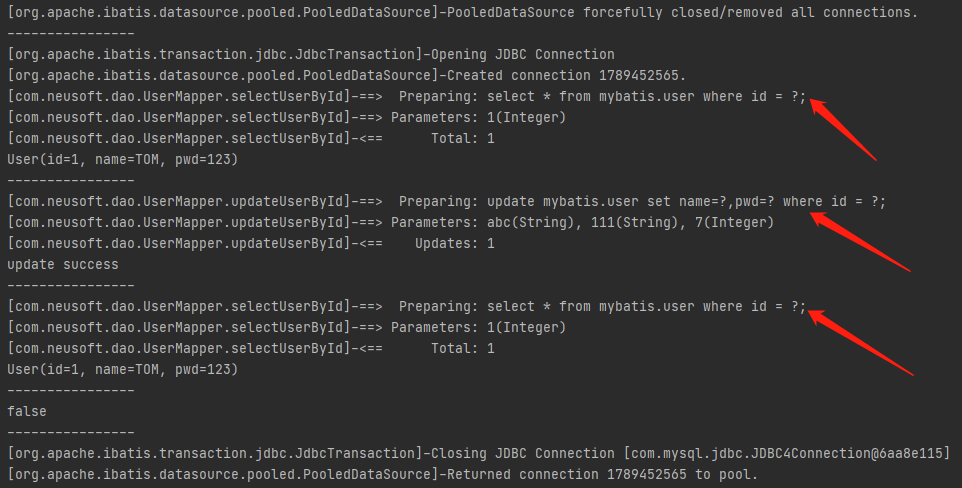 [org.apache.ibatis.datasource.pooled.PooledDataSource]-PooledDataSource forcefully closed/removed all connections.
----------------
[org.apache.ibatis.transaction.jdbc.JdbcTransaction]-Opening JDBC Connection
[org.apache.ibatis.datasource.pooled.PooledDataSource]-Created connection 1789452565.
[com.neusoft.dao.UserMapper.selectUserById]-==>  Preparing: select * from mybatis.user where id = ?;
[com.neusoft.dao.UserMapper.selectUserById]-==> Parameters: 1(Integer)
[com.neusoft.dao.UserMapper.selectUserById]-<==      Total: 1
User(id=1, name=TOM, pwd=123)
----------------
[com.neusoft.dao.UserMapper.updateUserById]-==>  Preparing: update mybatis.user set name=?,pwd=? where id = ?;
[com.neusoft.dao.UserMapper.updateUserById]-==> Parameters: abc(String), 111(String), 7(Integer)
[com.neusoft.dao.UserMapper.updateUserById]-<==    Updates: 1
update success
----------------
[com.neusoft.dao.UserMapper.selectUserById]-==>  Preparing: select * from mybatis.user where id = ?;
[com.neusoft.dao.UserMapper.selectUserById]-==> Parameters: 1(Integer)
[com.neusoft.dao.UserMapper.selectUserById]-<==      Total: 1
User(id=1, name=TOM, pwd=123)
----------------
false
----------------
[org.apache.ibatis.transaction.jdbc.JdbcTransaction]-Closing JDBC Connection [com.mysql.jdbc.JDBC4Connection@6aa8e115]
[org.apache.ibatis.datasource.pooled.PooledDataSource]-Returned connection 1789452565 to pool.